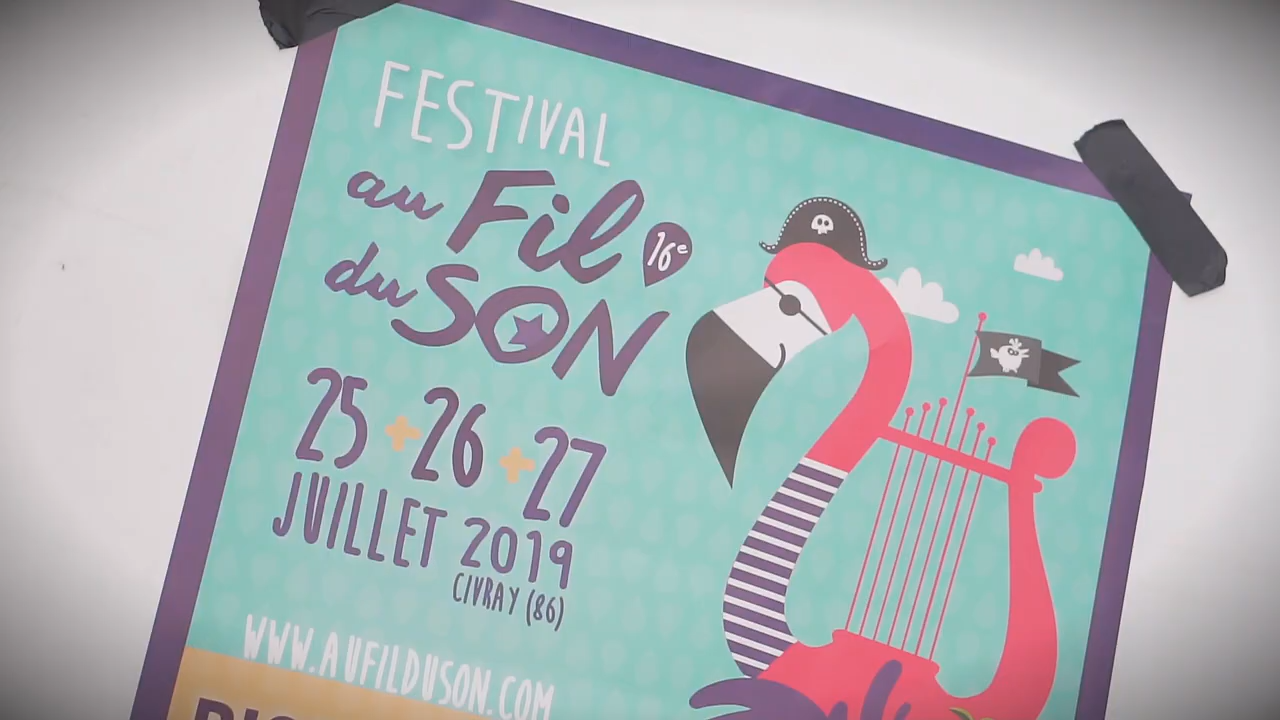 FESTIVAL
au Fil
16e
du SON
25+26+27
JUILLET 2019
CIVRAY (86)
WWW.AUFILDUSON.COM